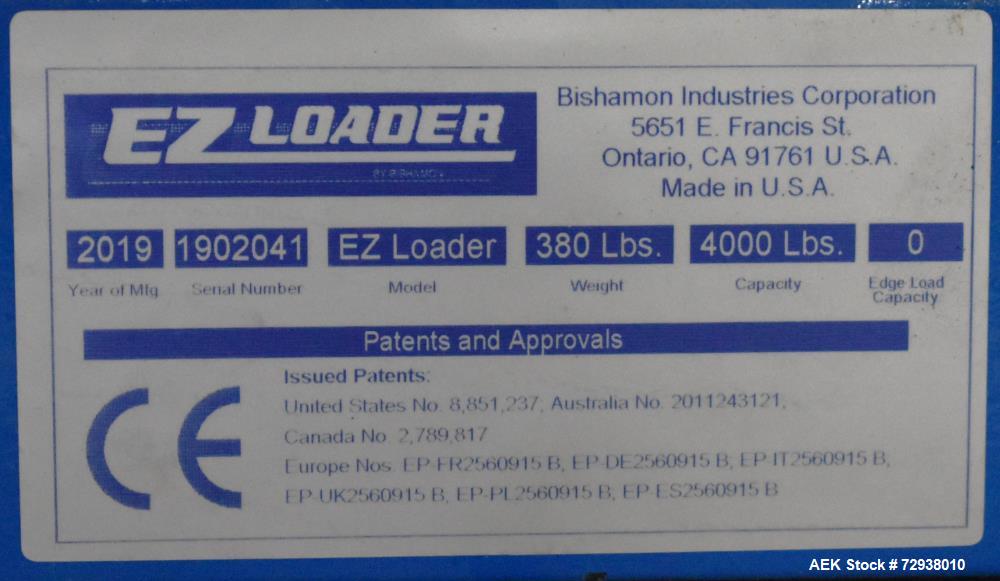 EZ LOADER
BY BISHAMON
Bishamon Industries Corporation
5651 E. Francis St.
Ontario, CA 91761 U.S.A.
Made in U.S.A.
2019 1902041 EZ Loader 380 Lbs. 4000 Lbs. 0
Year of Mfg Serial Number Model Weight Capacity Edge Load
Capacity
Patents and Approvals
CE
Issued Patents:
United States No. 8,851,237, Australia No. 2011243121,
Canada No. 2,789,817
Europe Nos. EP-FR2560915 B, EP-DE2560915 B, EP-IT2560915 B,
EP-UK2560915 B, EP-PL2560915 B, EP-ES2560915 B
AEK Stock # 72938010